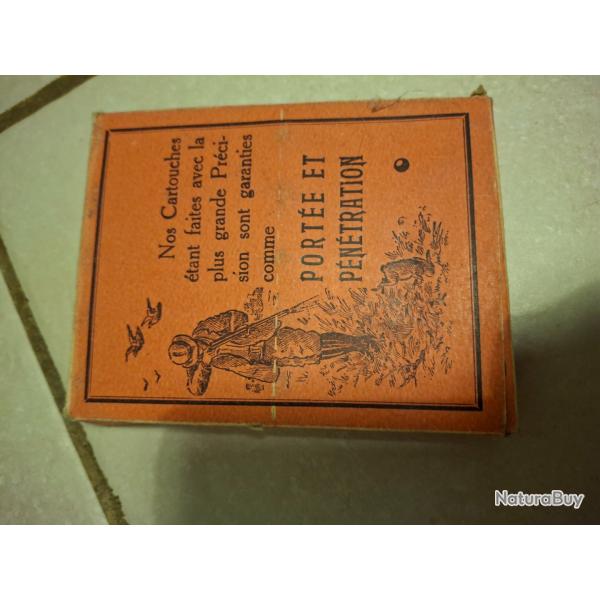 Nos Cartouches
étant faites avec la
plus grande Préci-
sion sont garanties
comme
PORTÉE ET
PÉNÉTRATION
NaturaBuy